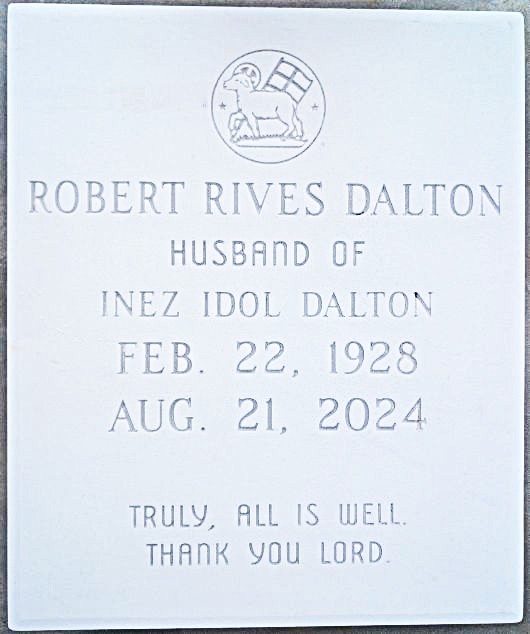 ROBERT RIVES DALTON
HUSBAND OF
INEZ IDOL DALTON
FEB. 22, 1928
AUG. 21, 2024
TRULY, ALL IS WELL.
THANK YOU LORD.